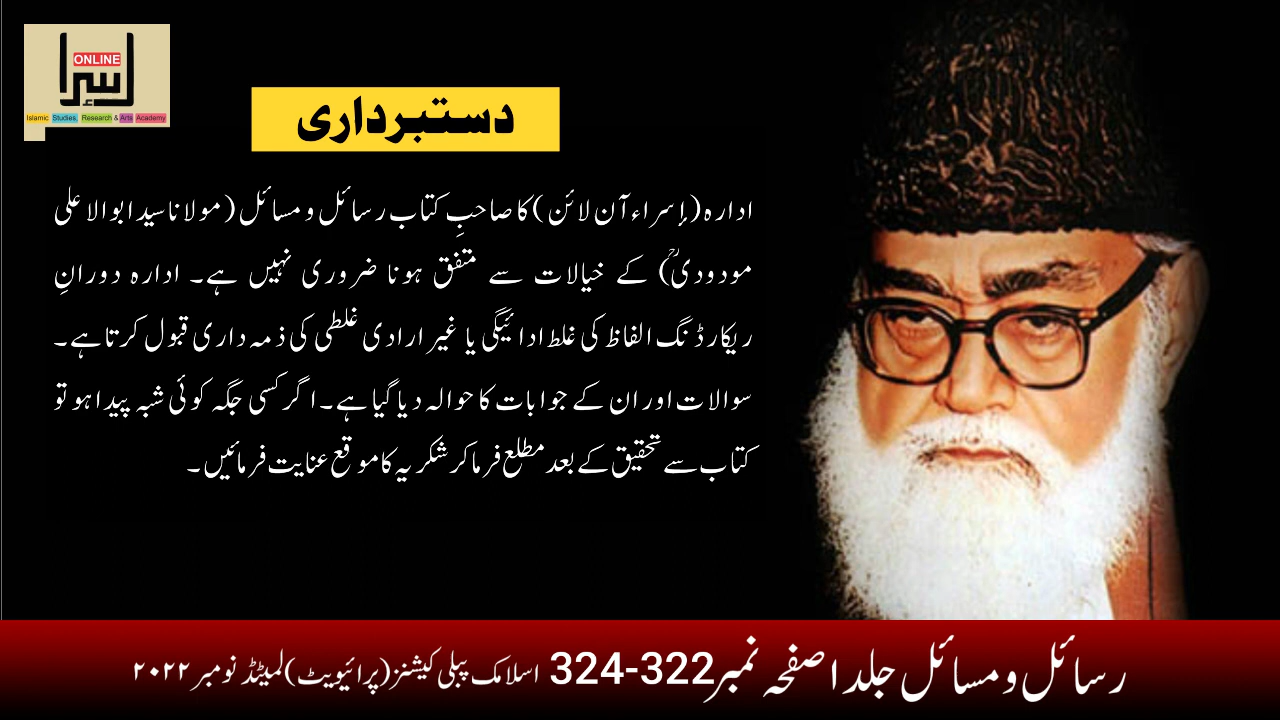 ONLINE
إسرا
Islamic Studies, Research & Arts Academy
دستبرداری
ادارہ (إسراء آن لائن) کا صاحبِ کتاب رسائل و مسائل (مولانا سید ابوالاعلی
مودودیؒ) کے خیالات سے متفق ہونا ضروری نہیں ہے۔ ادارہ دورانِ
ریکارڈنگ الفاظ کی غلط ادائیگی یا غیر ارادی غلطی کی ذمہ داری قبول کرتا ہے۔
سوالات اور ان کے جوابات کا حوالہ دیا گیا ہے۔ اگر کسی جگہ کوئی شبہ پیدا ہو تو
کتاب سے تحقیق کے بعد مطلع فرما کر شکریہ کا موقع عنایت فرمائیں۔
رسائل و مسائل جلد ا صفحہ نمبر 322-324 اسلامک پبلی کیشنز (پرائیویٹ) لمیٹڈ نومبر ۲۰۲۲